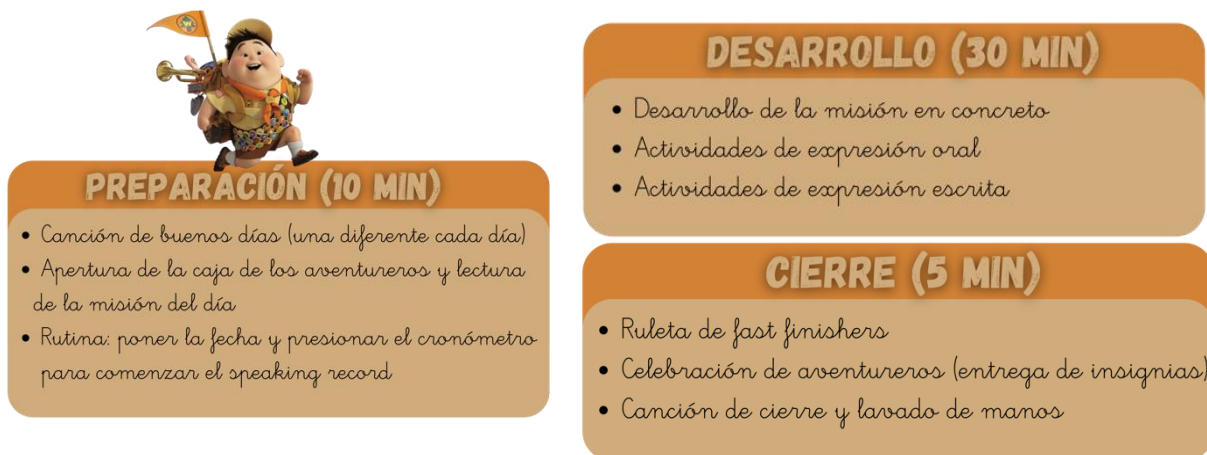 PREPARACIÓN (10 MIN)
• Canción de buenos días (una diferente cada día)
• Apertura de la caja de los aventureros y lectura
de la misión del día
• Rutina: poner la fecha y presionar el cronómetro
para comenzar el speaking record
DESARROLLO (30 MIN)
• Desarrollo de la misión en concreto
• Actividades de expresión oral
• Actividades de expresión escrita
CIERRE (5 MIN)
• Ruleta de fast finishers
• Celebración de aventureros (entrega de insignias)
• Canción de cierre y lavado de manos